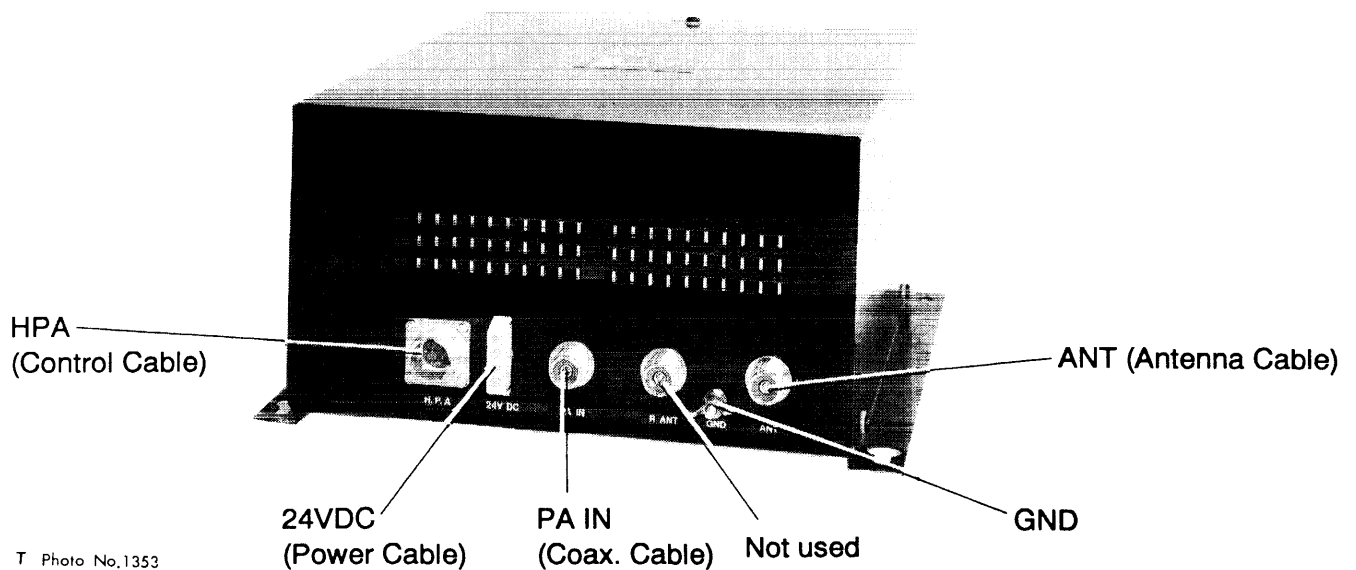 HPA
(Control Cable)
H.P.A
24V DC
PA IN
R. ANT
GND
ANT
ANT (Antenna Cable)
24VDC
(Power Cable)
PA IN
(Coax. Cable)
Not used
GND
T Photo No.1353